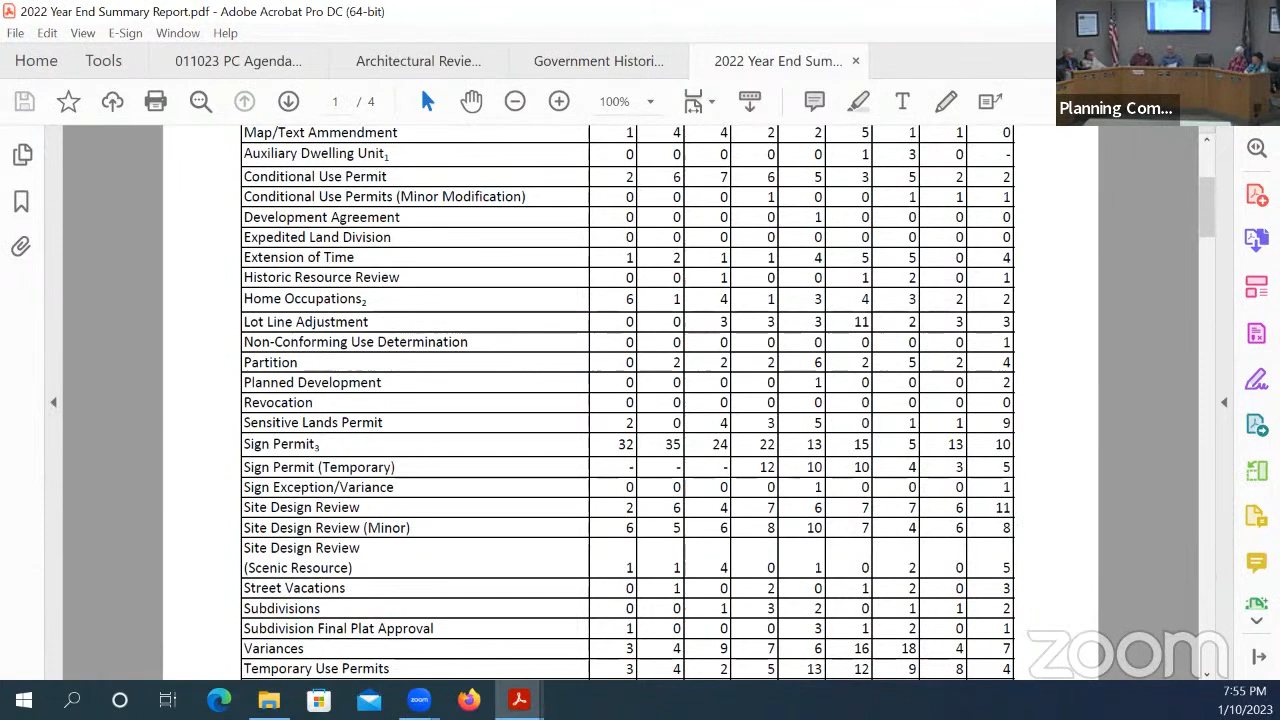 2022 Year End Summary Report.pdf - Adobe Acrobat Pro DC (64-bit)
File Edit View E-Sign Window Help
Home Tools 011023 PC Agenda... Architectural Revie... Government Histori... 2022 Year End Sum... ×
1 / 4 100%
Planning Com...
Map/Text Ammendment 1 4 4 2 2 5 1 1 0
Auxiliary Dwelling Unit1 0 0 0 0 0 1 3 0 -
Conditional Use Permit 2 6 7 6 5 3 5 2 2
Conditional Use Permits (Minor Modification) 0 0 0 1 0 0 1 1 1
Development Agreement 0 0 0 0 1 0 0 0 0
Expedited Land Division 0 0 0 0 0 0 0 0 0
Extension of Time 1 2 1 1 4 5 5 0 4
Historic Resource Review 0 0 1 0 0 1 2 0 1
Home Occupations2 6 1 4 1 3 4 3 2 2
Lot Line Adjustment 0 0 3 3 3 11 2 3 3
Non-Conforming Use Determination 0 0 0 0 0 0 0 0 1
Partition 0 2 2 2 6 2 5 2 4
Planned Development 0 0 0 0 1 0 0 0 2
Revocation 0 0 0 0 0 0 0 0 0
Sensitive Lands Permit 2 0 4 3 5 0 1 1 9
Sign Permit3 32 35 24 22 13 15 5 13 10
Sign Permit (Temporary) - - - 12 10 10 4 3 5
Sign Exception/Variance 0 0 0 0 1 0 0 0 1
Site Design Review 2 6 4 7 6 7 7 6 11
Site Design Review (Minor) 6 5 6 8 10 7 4 6 8
Site Design Review
(Scenic Resource) 1 1 4 0 1 0 2 0 5
Street Vacations 0 1 0 2 0 1 2 0 3
Subdivisions 0 0 1 3 2 0 1 1 2
Subdivision Final Plat Approval 1 0 0 0 3 1 2 0 1
Variances 3 4 9 7 6 16 18 4 7
Temporary Use Permits 3 4 2 5 13 12 9 8 4
zoom
zoom
7:55 PM
1/10/2023